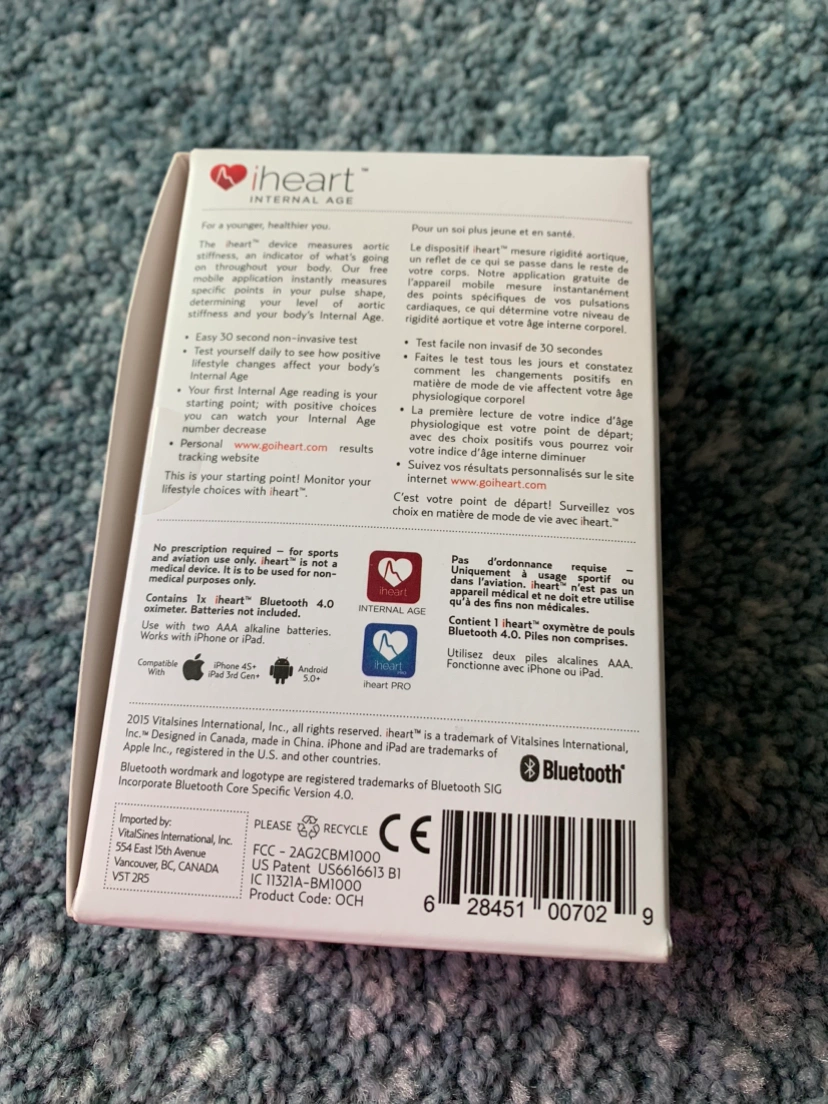 iheart™
INTERNAL AGE
For a younger, healthier you.
The iheart™ device measures aortic
stiffness, an indicator of what's going
on throughout your body. Our free
mobile application instantly measures
specific points in your pulse shape,
determining your level of aortic
stiffness and your body's Internal Age.
• Easy 30 second non-invasive test
• Test yourself daily to see how positive
lifestyle changes affect your body's
Internal Age
• Your first Internal Age reading is your
starting point; with positive choices
you can watch your Internal Age
number decrease
• Personal www.goiheart.com results
tracking website
This is your starting point! Monitor your
lifestyle choices with iheart™.
Pour un soi plus jeune et en santé.
Le dispositif iheart™ mesure rigidité aortique,
un reflet de ce qui se passe dans le reste de
votre corps. Notre application gratuite de
l'appareil mobile mesure instantanément
des points spécifiques de vos pulsations
cardiaques, ce qui détermine votre niveau de
rigidité aortique et votre âge interne corporel.
• Test facile non invasif de 30 secondes
• Faites le test tous les jours et constatez
comment les changements positifs en
matière de mode de vie affectent votre âge
physiologique corporel
• La première lecture de votre indice d'âge
physiologique est votre point de départ;
avec des choix positifs vous pourrez voir
votre indice d'âge interne diminuer
• Suivez vos résultats personnalisés sur le site
internet www.goiheart.com
C'est votre point de départ! Surveillez vos
choix en matière de mode de vie avec iheart.™
No prescription required – for sports
and aviation use only. iheart™ is not a
medical device. It is to be used for non-
medical purposes only.
Contains 1x iheart™ Bluetooth 4.0
oximeter. Batteries not included.
Use with two AAA alkaline batteries.
Works with iPhone or iPad.
Compatible
With
iPhone 4S+
iPad 3rd Gen+
Android
5.0+
iheart
INTERNAL AGE
iheart
PRO
iheart PRO
Pas d'ordonnance requise –
Uniquement à usage sportif ou
dans l'aviation. iheart™ n'est pas un
appareil médical et ne doit etre utilise
qu'à des fins non médicales.
Contient 1 iheart™ oxymètre de pouls
Bluetooth 4.0. Piles non comprises.
Utilisez deux piles alcalines AAA.
Fonctionne avec iPhone ou iPad.
2015 Vitalsines International, Inc., all rights reserved. iheart™ is a trademark of Vitalsines International,
Inc.™ Designed in Canada, made in China. iPhone and iPad are trademarks of
Apple Inc., registered in the U.S. and other countries.
Bluetooth wordmark and logotype are registered trademarks of Bluetooth SIG
Incorporate Bluetooth Core Specific Version 4.0.
Bluetooth®
Imported by:
VitalSines International, Inc.
554 East 15th Avenue
Vancouver, BC, CANADA
V5T 2R5
PLEASE RECYCLE
CE
FCC - 2AG2CBM1000
US Patent US6616613 B1
IC 11321A-BM1000
Product Code: OCH
6 28451 00702 9